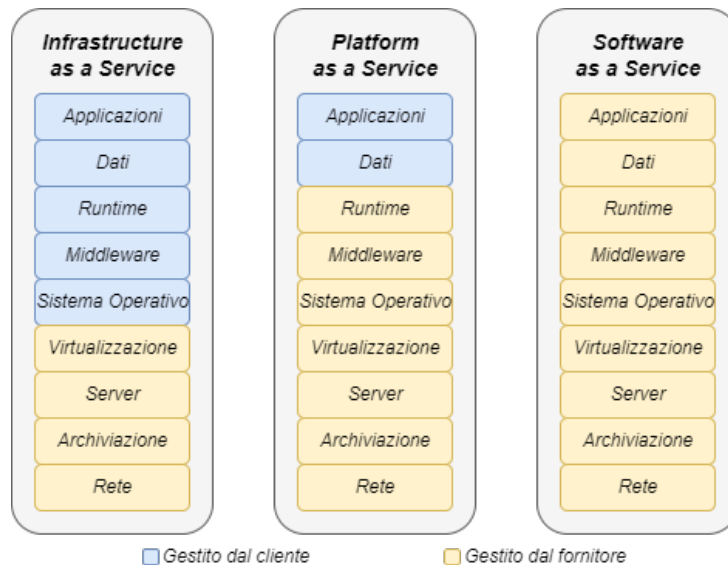 Infrastructure
as a Service
Applicazioni
Dati
Runtime
Middleware
Sistema Operativo
Virtualizzazione
Server
Archiviazione
Rete
Platform
as a Service
Applicazioni
Dati
Runtime
Middleware
Sistema Operativo
Virtualizzazione
Server
Archiviazione
Rete
Software
as a Service
Applicazioni
Dati
Runtime
Middleware
Sistema Operativo
Virtualizzazione
Server
Archiviazione
Rete
Gestito dal cliente
Gestito dal fornitore